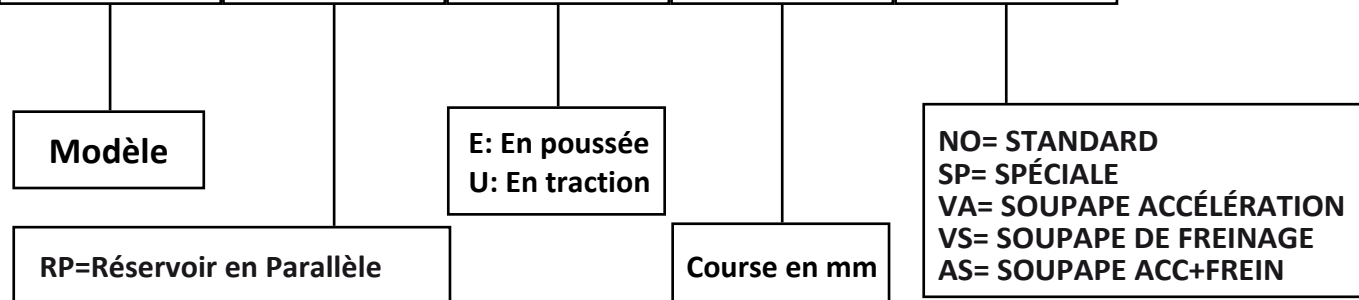 Modèle
RP=Réservoir en Parallèle
E: En poussée
U: En traction
Course en mm
NO= STANDARD
SP= SPÉCIALE
VA= SOUPAPE ACCÉLÉRATION
VS= SOUPAPE DE FREINAGE
AS= SOUPAPE ACC+FREIN